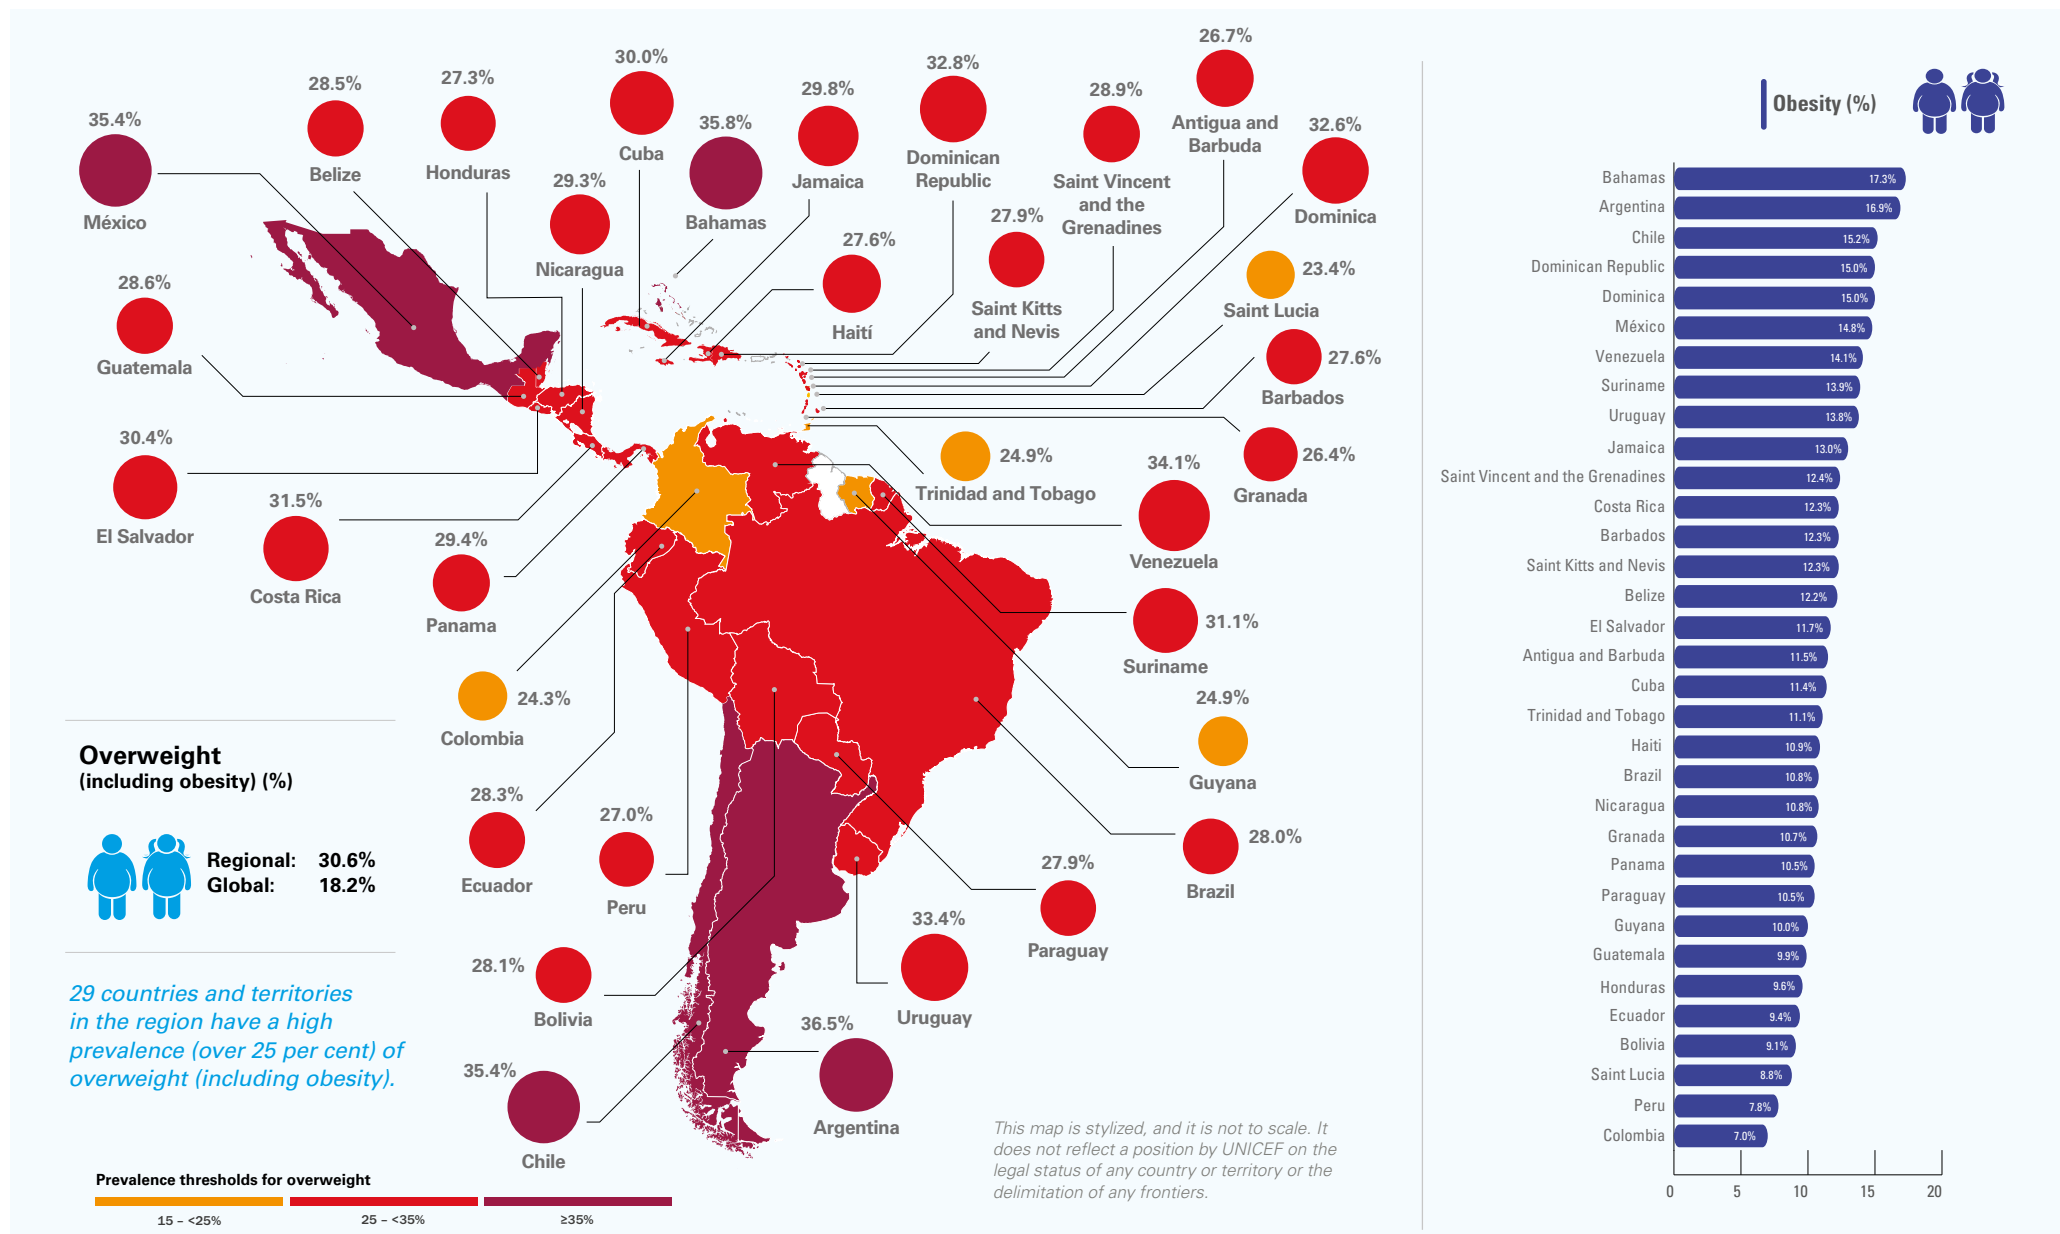 35.4%
México
28.5%
Belize
27.3%
Honduras
29.3%
Nicaragua
30.0%
Cuba
35.8%
Bahamas
29.8%
Jamaica
27.6%
Haití
32.8%
Dominican
Republic
27.9%
Saint Kitts
and Nevis
28.9%
Saint Vincent
and the
Grenadines
26.7%
Antigua and
Barbuda
32.6%
Dominica
23.4%
Saint Lucia
27.6%
Barbados
26.4%
Granada
24.9%
Trinidad and Tobago
34.1%
Venezuela
31.1%
Suriname
24.9%
Guyana
28.0%
Brazil
27.9%
Paraguay
33.4%
Uruguay
36.5%
Argentina
28.6%
Guatemala
30.4%
El Salvador
31.5%
Costa Rica
29.4%
Panama
24.3%
Colombia
28.3%
Ecuador
27.0%
Peru
28.1%
Bolivia
35.4%
Chile
Overweight
(including obesity) (%)
Regional: 30.6%
Global: 18.2%
29 countries and territories
in the region have a high
prevalence (over 25 per cent) of
overweight (including obesity).
Prevalence thresholds for overweight
15 – <25%
25 – <35%
≥35%
This map is stylized, and it is not to scale. It
does not reflect a position by UNICEF on the
legal status of any country or territory or the
delimitation of any frontiers.
Obesity (%)
Bahamas 17.3%
Argentina 16.9%
Chile 15.2%
Dominican Republic 15.0%
Dominica 15.0%
México 14.8%
Venezuela 14.1%
Suriname 13.9%
Uruguay 13.8%
Jamaica 13.0%
Saint Vincent and the Grenadines 12.4%
Costa Rica 12.3%
Barbados 12.3%
Saint Kitts and Nevis 12.3%
Belize 12.2%
El Salvador 11.7%
Antigua and Barbuda 11.5%
Cuba 11.4%
Trinidad and Tobago 11.1%
Haiti 10.9%
Brazil 10.8%
Nicaragua 10.8%
Granada 10.7%
Panama 10.5%
Paraguay 10.5%
Guyana 10.0%
Guatemala 9.9%
Honduras 9.6%
Ecuador 9.4%
Bolivia 9.1%
Saint Lucia 8.8%
Peru 7.8%
Colombia 7.0%
0 5 10 15 20